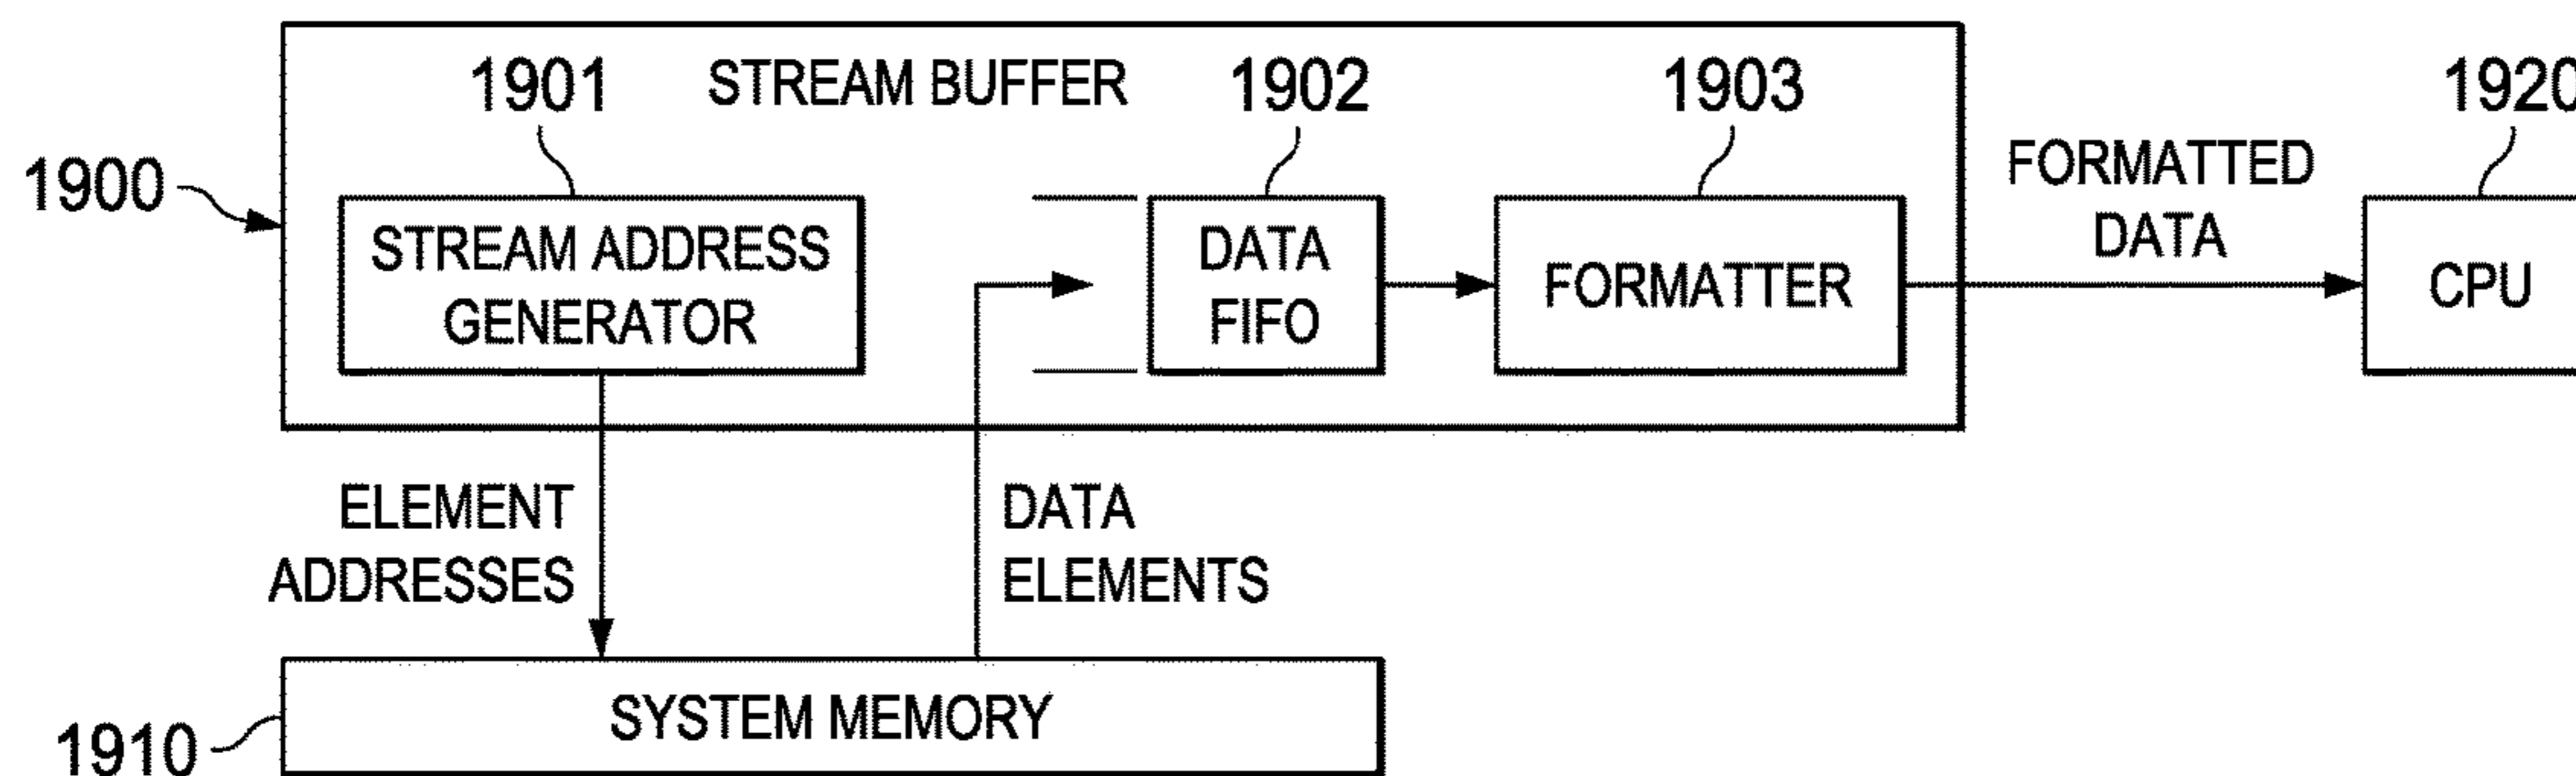 1901
STREAM BUFFER
1902
1903
1920
1900
FORMATTED
DATA
STREAM ADDRESS
GENERATOR
DATA
FIFO
FORMATTER
CPU
ELEMENT
ADDRESSES
DATA
ELEMENTS
SYSTEM MEMORY
1910